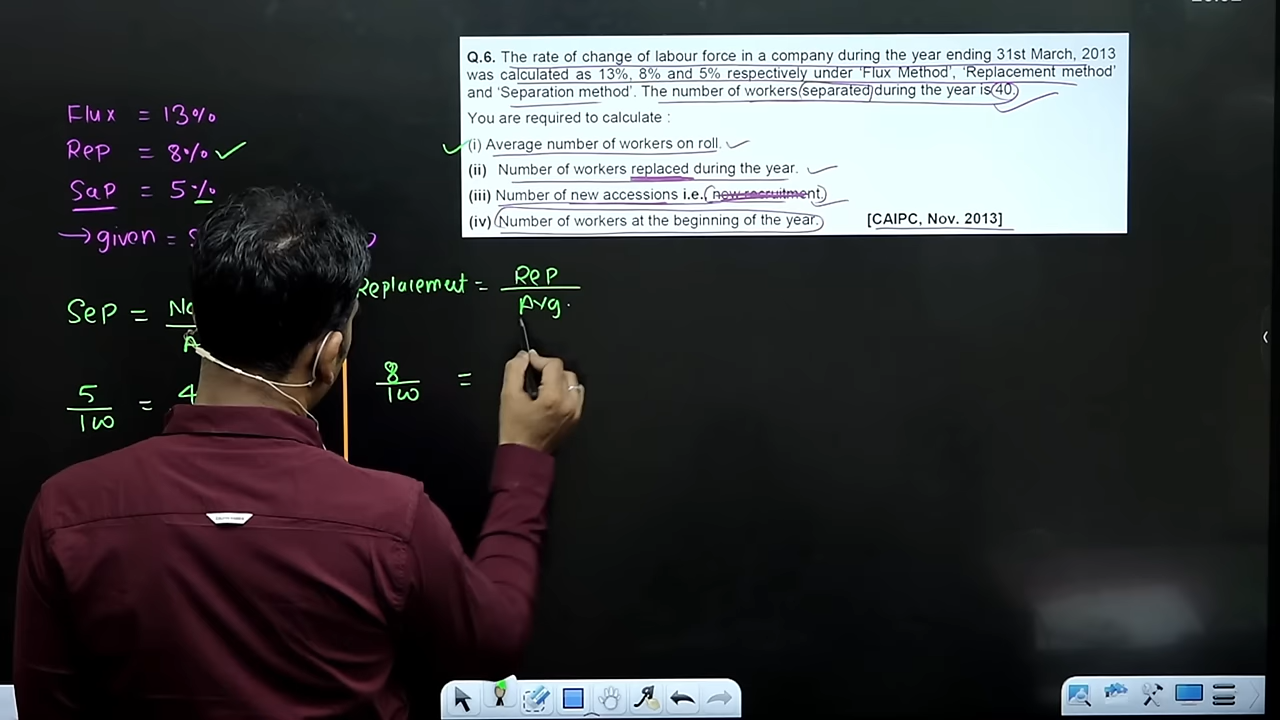 Q.6. The rate of change of labour force in a company during the year ending 31st March, 2013
was calculated as 13%, 8% and 5% respectively under 'Flux Method', 'Replacement method'
and 'Separation method'. The number of workers separated during the year is 40.
You are required to calculate :
(i) Average number of workers on roll.
(ii) Number of workers replaced during the year.
(iii) Number of new accessions i.e. new recruitment.
(iv) Number of workers at the beginning of the year. [CAIPC, Nov. 2013]
Flux = 13%
Rep = 8%
Sap = 5%
→ given =
Sep =
5/100 = 4
Replacement = Rep/Avg.
8/100 =